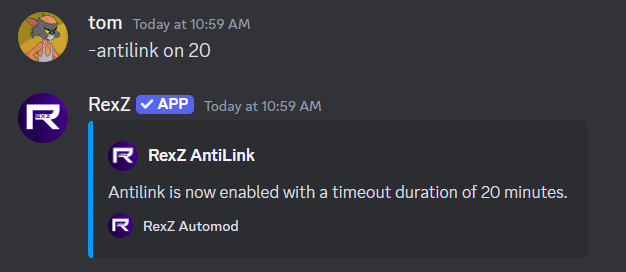 tom Today at 10:59 AM
-antilink on 20
RexZ ✓ APP Today at 10:59 AM
RexZ AntiLink
Antilink is now enabled with a timeout duration of 20 minutes.
RexZ Automod